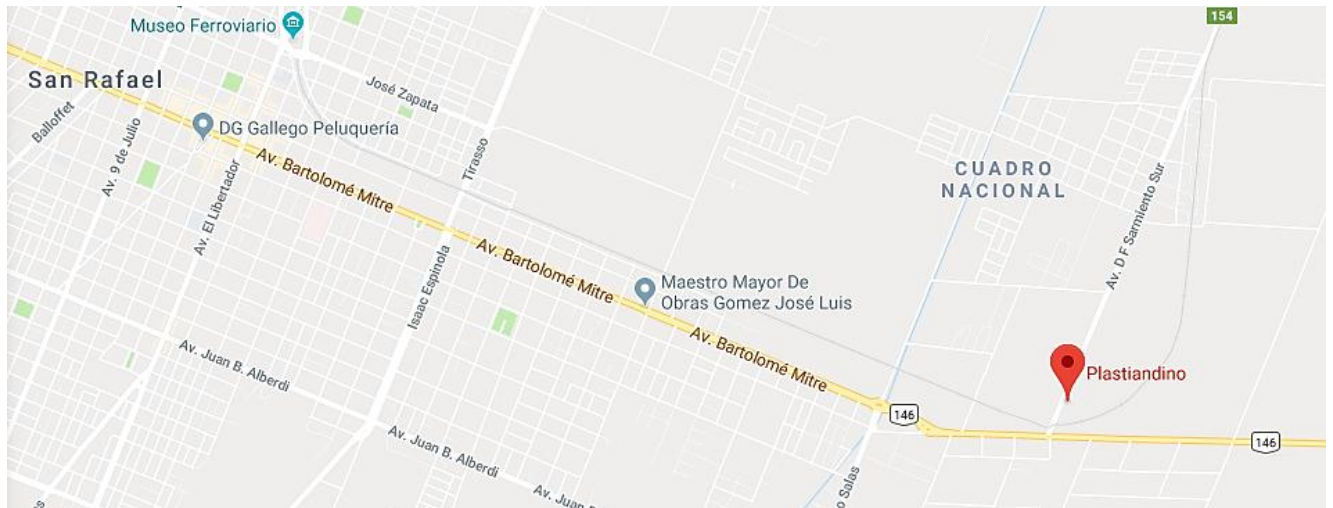 154
Museo Ferroviario
San Rafael
José Zapata
Balloffet
DG Gallego Peluquería
Av. 9 de Julio
Av. El Libertador
Av. Bartolomé Mitre
Tirasso
CUADRO
NACIONAL
Av. D F Sarmiento Sur
Av. Bartolomé Mitre
Isaac Espinola
Maestro Mayor De
Obras Gomez José Luis
Av. Bartolomé Mitre
Plastiandino
Av. Juan B. Alberdi
146
146
Av. Juan B. Alberdi
Av. Juan B.
o Salas